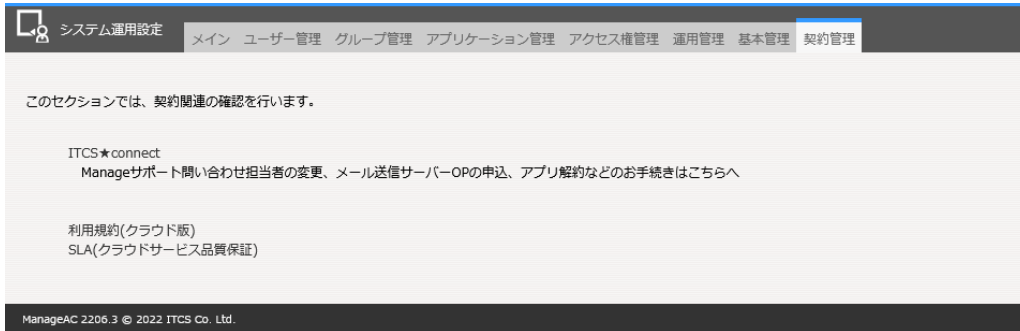 システム運用設定
メイン ユーザー管理 グループ管理 アプリケーション管理 アクセス権管理 運用管理 基本管理 契約管理
このセクションでは、契約関連の確認を行います。
ITCS★connect
Manageサポート問い合わせ担当者の変更、メール送信サーバーOPの申込、アプリ解約などのお手続きはこちらへ
利用規約(クラウド版)
SLA(クラウドサービス品質保証)
ManageAC 2206.3 © 2022 ITCS Co. Ltd.